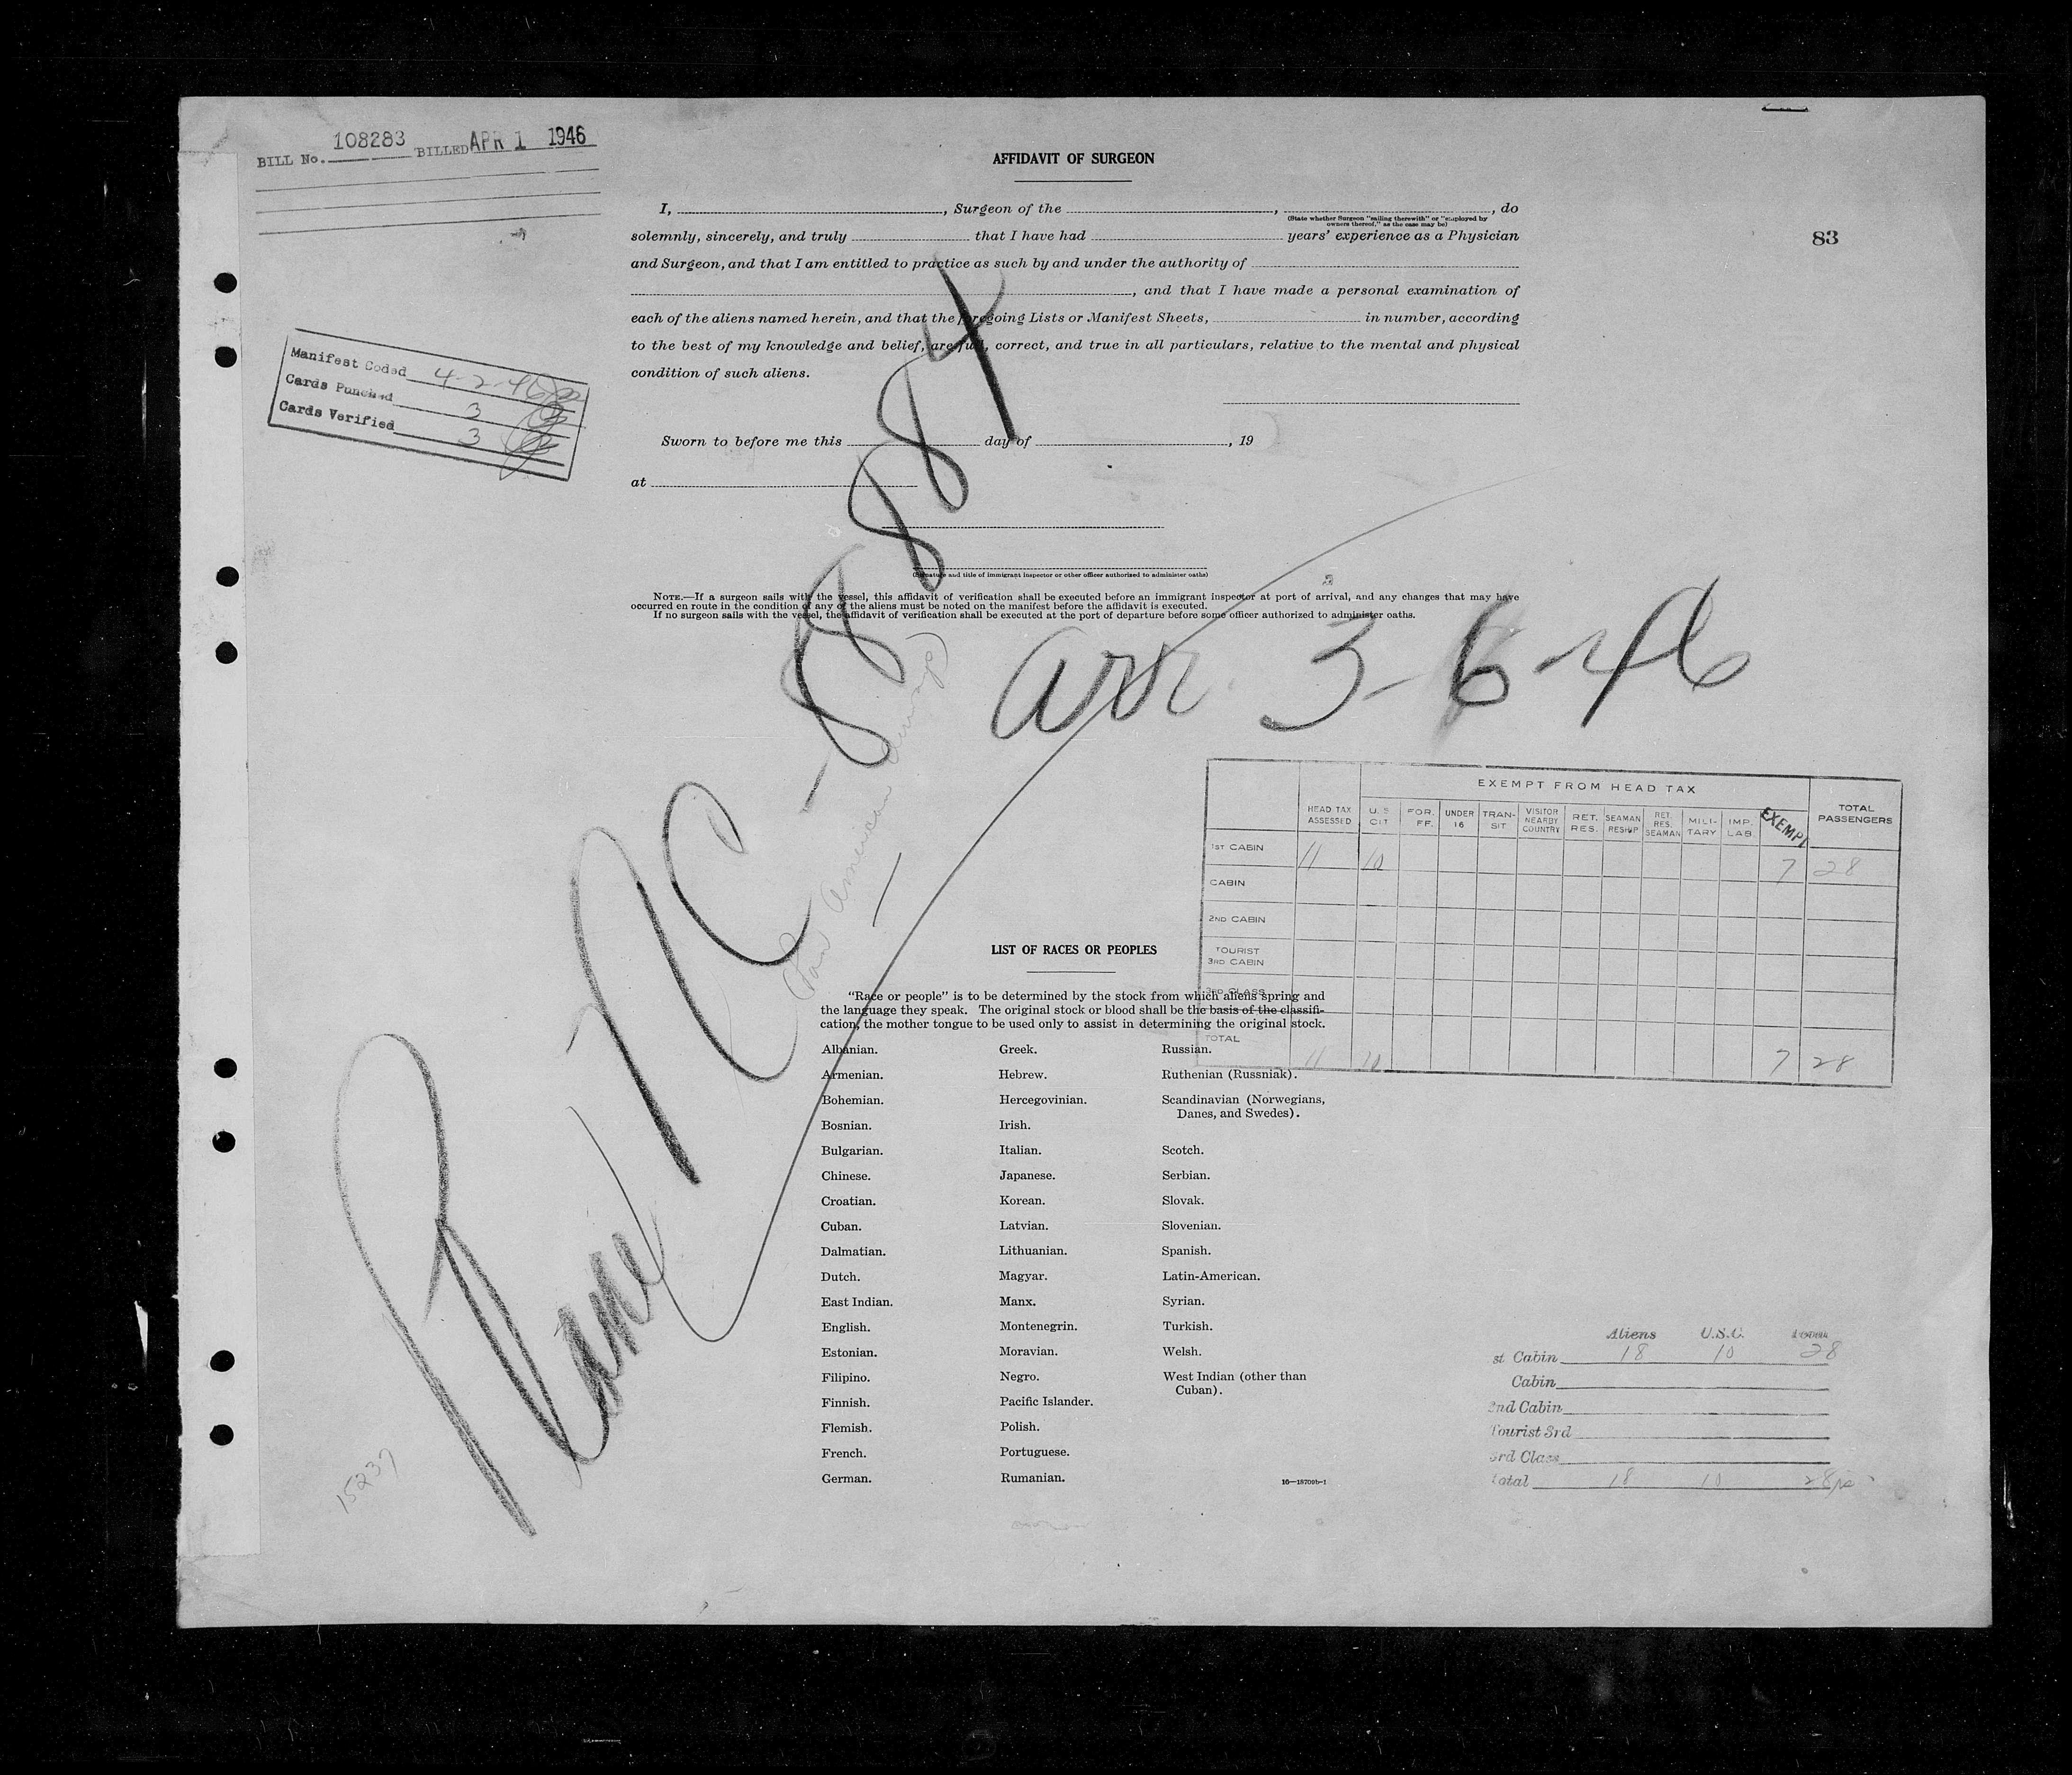 BILL No. 108283 BILLED APR 1 1946
83
AFFIDAVIT OF SURGEON
I, , Surgeon of the , , do
(State whether Surgeon "sailing therewith" or "employed by
owners thereof," as the case may be)
solemnly, sincerely, and truly that I have had years' experience as a Physician
and Surgeon, and that I am entitled to practice as such by and under the authority of
, and that I have made a personal examination of
each of the aliens named herein, and that the foregoing Lists or Manifest Sheets, in number, according
to the best of my knowledge and belief, are full, correct, and true in all particulars, relative to the mental and physical
condition of such aliens.
Manifest Coded 4-2-46
Cards Punched 3
Cards Verified 3
Sworn to before me this day of , 19
at
(Signature and title of immigrant inspector or other officer authorized to administer oaths)
NOTE.—If a surgeon sails with the vessel, this affidavit of verification shall be executed before an immigrant inspector at port of arrival, and any changes that may have
occurred en route in the condition of any of the aliens must be noted on the manifest before the affidavit is executed.
If no surgeon sails with the vessel, the affidavit of verification shall be executed at the port of departure before some officer authorized to administer oaths.
Plane NC-88884
(Pan American Airways)
arr. 3-6-46
EXEMPT FROM HEAD TAX
HEAD TAX ASSESSED U.S. CIT. FOR. FF. UNDER 16 TRANSIT VISITOR NEARBY COUNTRY RET. RES. SEAMAN RESHIP RET. RES. SEAMAN MILITARY IMP. LAB. EXEMPT TOTAL PASSENGERS
1ST CABIN 11 10 7 28
CABIN
2ND CABIN
TOURIST 3RD CABIN
3RD CLASS
TOTAL 11 10 7 28
LIST OF RACES OR PEOPLES
"Race or people" is to be determined by the stock from which aliens spring and
the language they speak. The original stock or blood shall be the basis of the classifi-
cation, the mother tongue to be used only to assist in determining the original stock.
Albanian.
Armenian.
Bohemian.
Bosnian.
Bulgarian.
Chinese.
Croatian.
Cuban.
Dalmatian.
Dutch.
East Indian.
English.
Estonian.
Filipino.
Finnish.
Flemish.
French.
German.
Greek.
Hebrew.
Hercegovinian.
Irish.
Italian.
Japanese.
Korean.
Latvian.
Lithuanian.
Magyar.
Manx.
Montenegrin.
Moravian.
Negro.
Pacific Islander.
Polish.
Portuguese.
Rumanian.
Russian.
Ruthenian (Russniak).
Scandinavian (Norwegians,
Danes, and Swedes).
Scotch.
Serbian.
Slovak.
Slovenian.
Spanish.
Latin-American.
Syrian.
Turkish.
Welsh.
West Indian (other than
Cuban).
16—18709b-1
Aliens U.S.C. Total
st Cabin 18 10 28
Cabin
2nd Cabin
Tourist 3rd
3rd Class
Total 18 10 28
15237